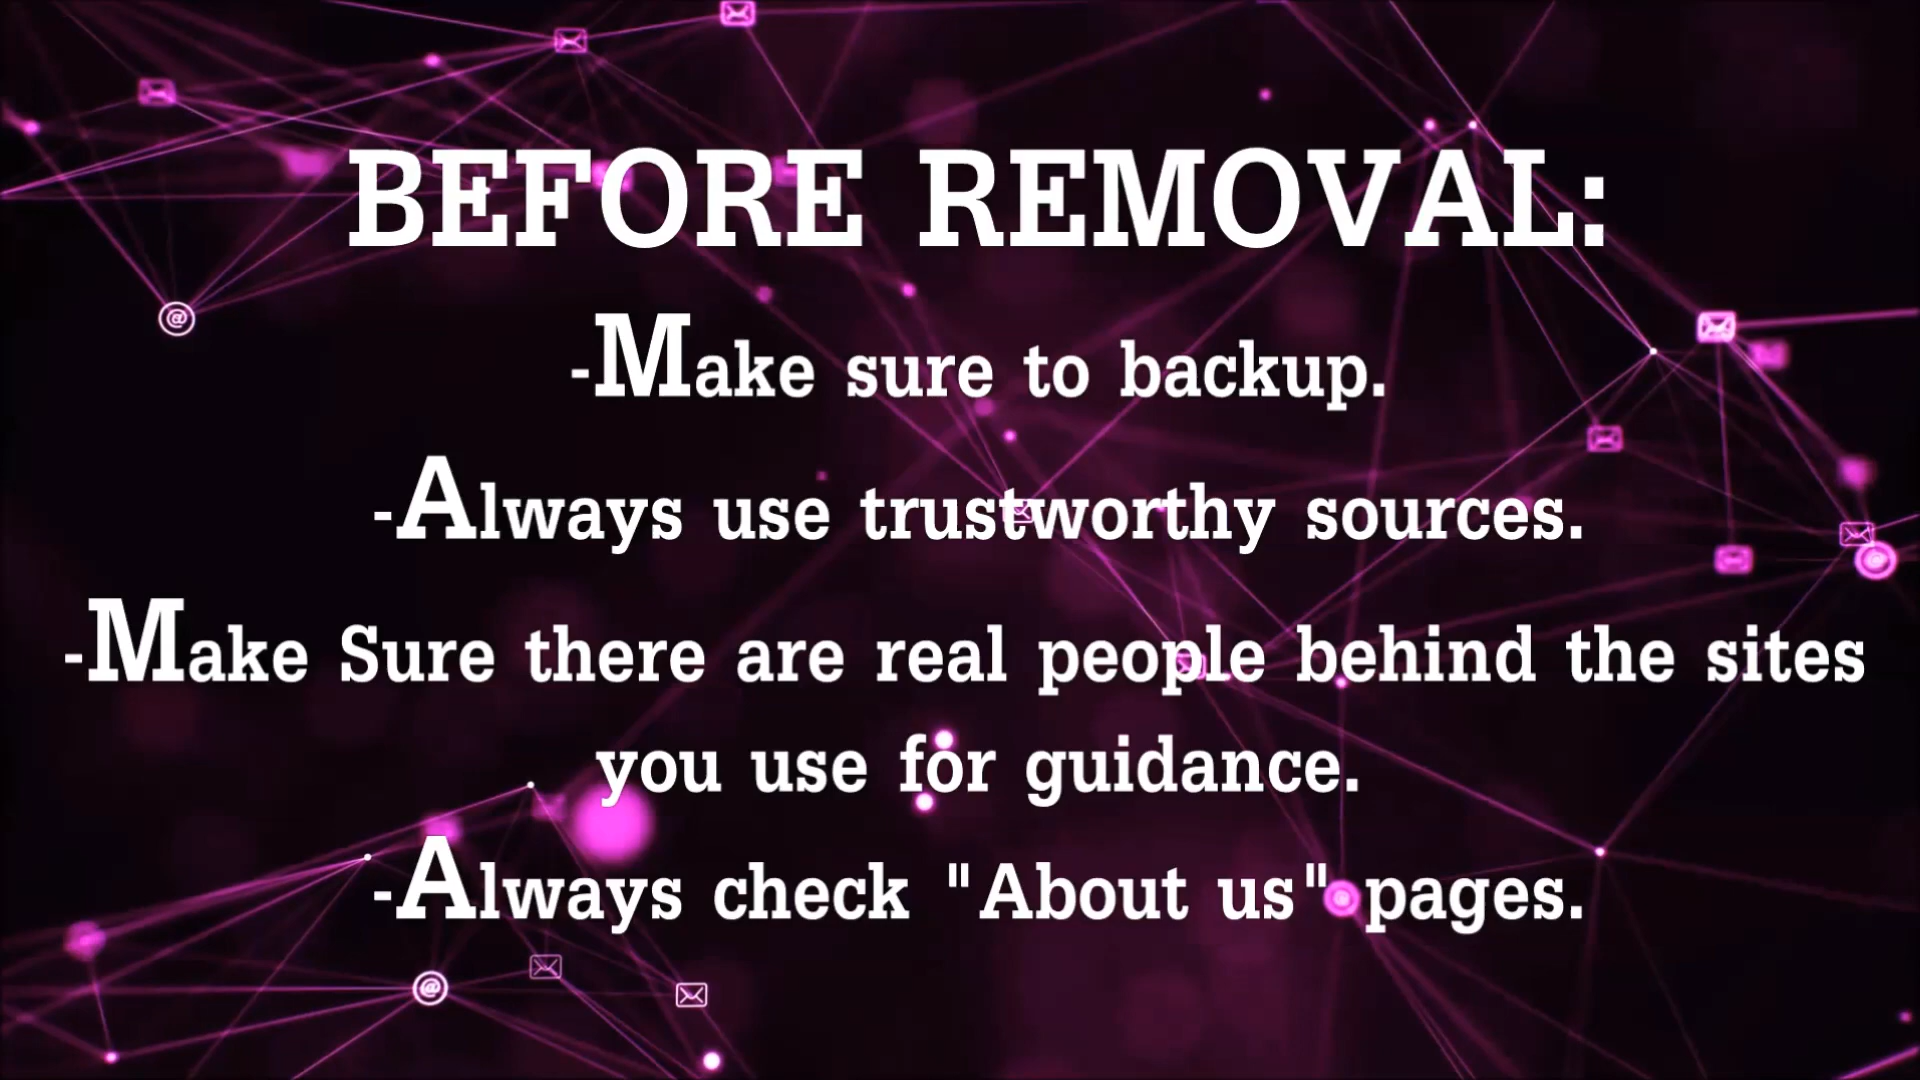 BEFORE REMOVAL:
-Make sure to backup.
-Always use trustworthy sources.
-Make Sure there are real people behind the sites
you use for guidance.
-Always check "About us" pages.